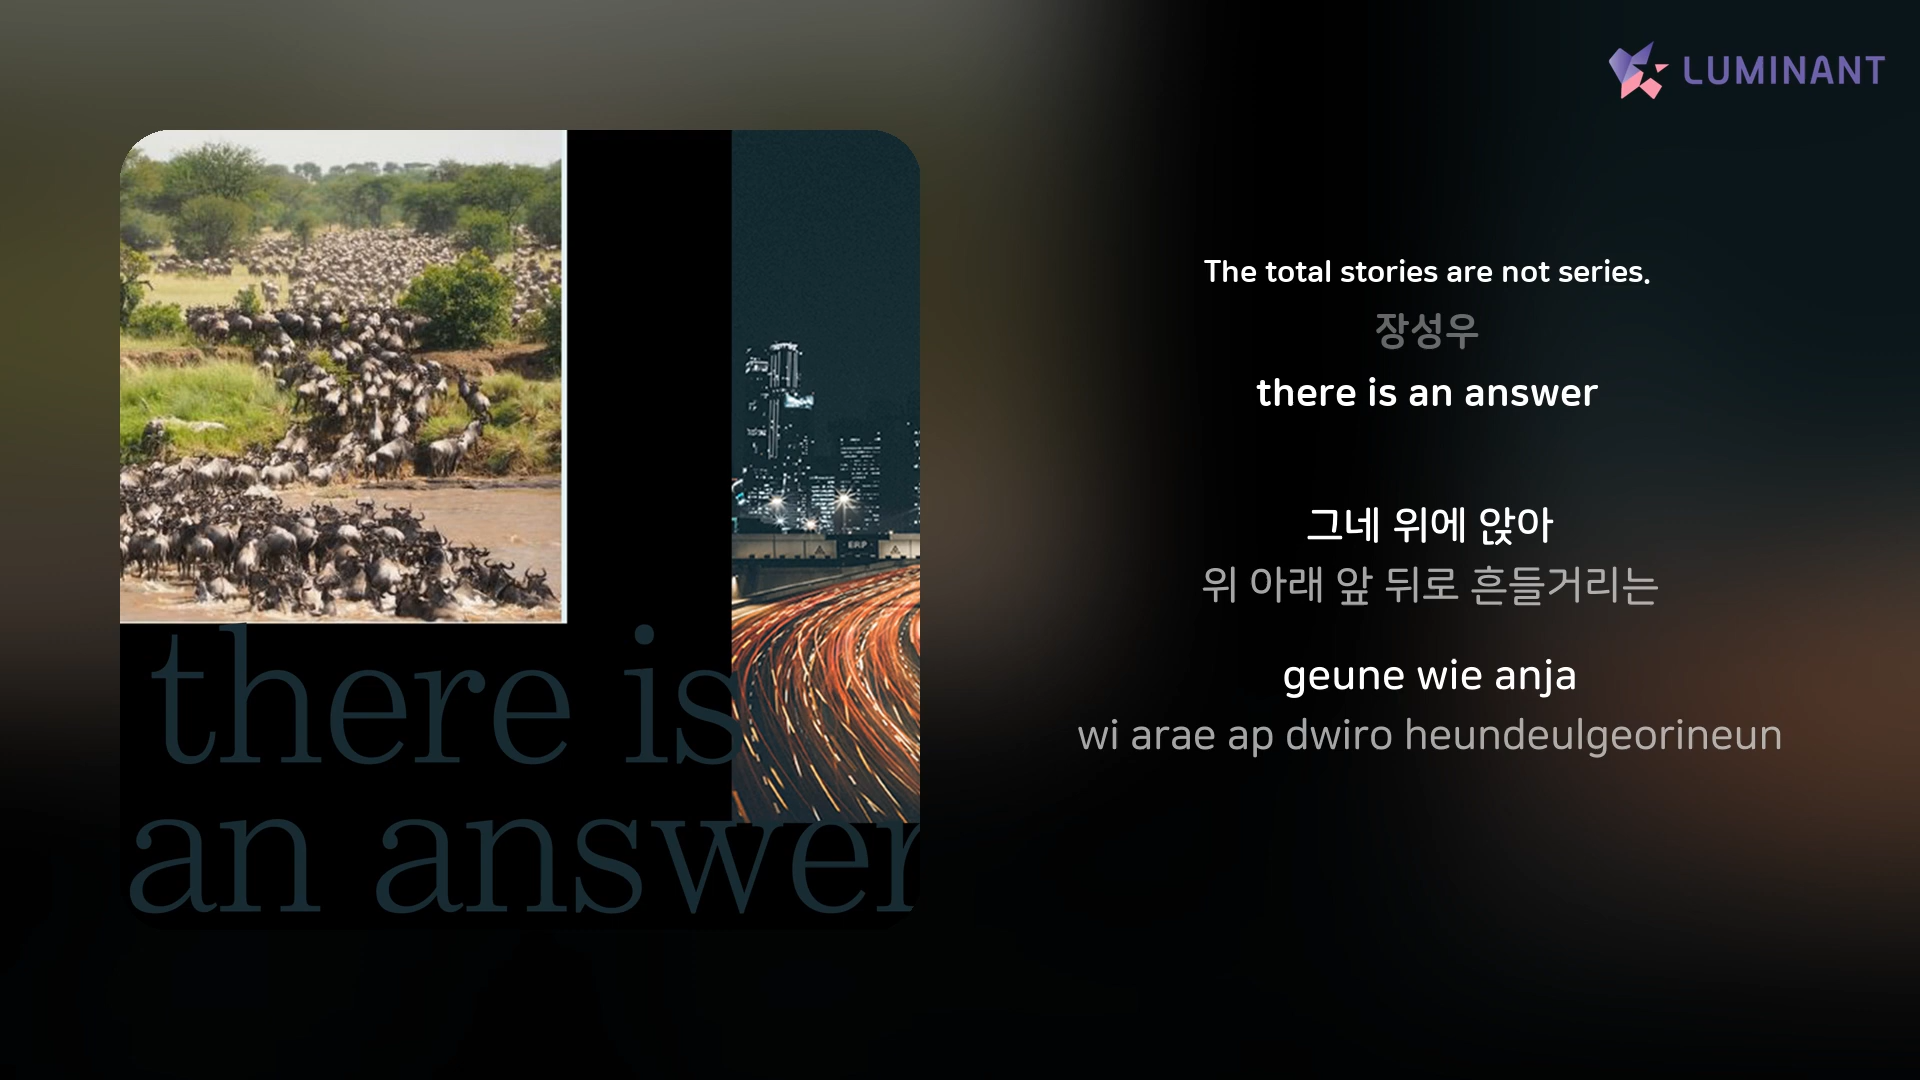 LUMINANT
ERP
there is
an answer
The total stories are not series.
장성우
there is an answer
그네 위에 앉아
위 아래 앞 뒤로 흔들거리는
geune wie anja
wi arae ap dwiro heundeulgeorineun